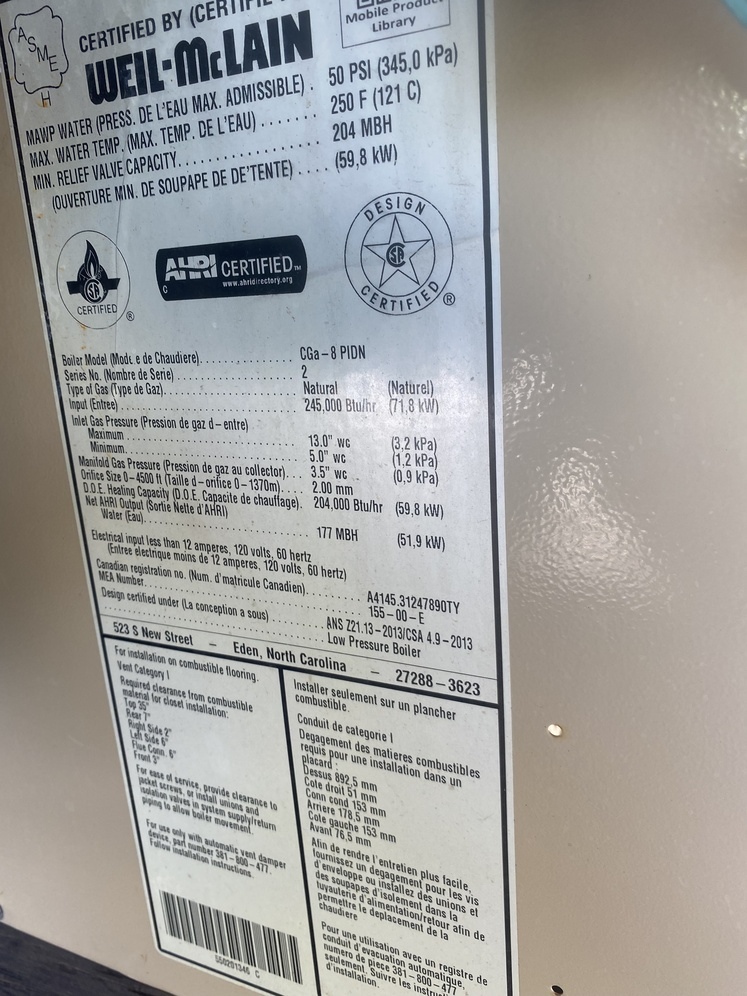 ASME
H
CERTIFIED BY
Mobile Product
Library
WEIL-McLAIN
MAWP WATER (PRESS. DE L'EAU MAX. ADMISSIBLE) . 50 PSI (345,0 kPa)
MAX. WATER TEMP. (MAX. TEMP. DE L'EAU) ....... 250 F (121 C)
MIN. RELIEF VALVE CAPACITY................ 204 MBH
(OUVERTURE MIN. DE SOUPAPE DE DE'TENTE) .... (59,8 kW)
CERTIFIED ®
AHRI CERTIFIED™
www.ahridirectory.org
C
DESIGN
CERTIFIED ®
Boiler Model (Mode e de Chaudiere)............. CGa-8 PIDN
Series No. (Nombre de Serie) .................. 2
Type of Gas (Type de Gaz)..................... Natural (Naturel)
Input (Entree)................................ 245,000 Btu/hr (71,8 kW)
Inlet Gas Pressure (Pression de gaz d-entre)
Maximum .............................. 13.0" wc (3,2 kPa)
Minimum............................... 5.0" wc (1,2 kPa)
Manifold Gas Pressure (Pression de gaz au collector)... 3.5" wc (0,9 kPa)
Orifice Size 0-4500 ft (Taille d-orifice 0-1370m)..... 2.00 mm
D.O.E. Heating Capacity (D.O.E. Capacite de chauffage). 204,000 Btu/hr (59,8 kW)
Net AHRI Output (Sortie Nette d'AHRI)
Water (Eau)............................ 177 MBH (51,9 kW)
Electrical input less than 12 amperes, 120 volts, 60 hertz
(Entree electrique moins de 12 amperes, 120 volts, 60 hertz)
Canadian registration no. (Num. d'matricule Canadien)........ A4145.31247890TY
MEA Number............................... 155-00-E
Design certified under (La conception a sous) ........ ANS Z21.13-2013/CSA 4.9-2013
............................... Low Pressure Boiler
523 S New Street - Eden, North Carolina - 27288-3623
For installation on combustible flooring.
Vent Category I
Required clearance from combustible
material for closet installation:
Top 35"
Rear 7"
Right Side 2"
Left Side 6"
Flue Conn. 6"
Front 3"
For ease of service, provide clearance to
jacket screws, or install unions and
isolation valves in system supply/return
piping to allow boiler movement.
For use only with automatic vent damper
device, part number 381-800-477.
Follow installation instructions.
550201346 C
Installer seulement sur un plancher
combustible.
Conduit de categorie I
Degagement des matieres combustibles
requis pour une installation dans un
placard :
Dessus 892,5 mm
Cote droit 51 mm
Conn cond 153 mm
Arriere 178,5 mm
Cote gauche 153 mm
Avant 76,5 mm
Afin de rendre l'entretien plus facile,
fournissez un degagement pour les vis
d'enveloppe ou installez des unions et
des soupapes d'isolement dans la
tuyauterie d'alimentation/retour afin de
permettre le deplacement de la
chaudiere
Pour une utilisation avec un registre de
conduit d'evacuation automatique,
numero de piece 381-800-477
seulement. Suivre les
d'installation.